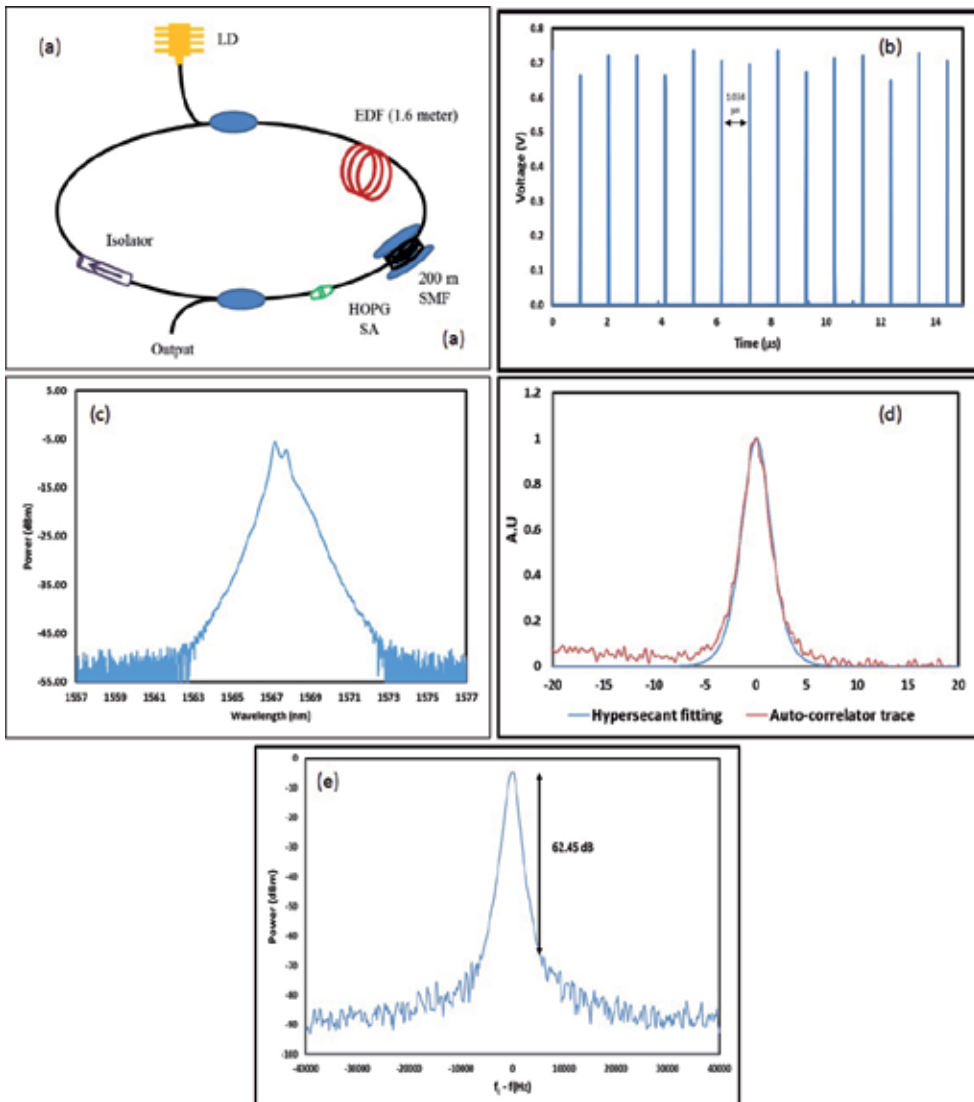 (a)
LD
EDF (1.6 meter)
Isolator
200 m
SMF
HOPG
SA
Output
(a)
(b)
Voltage (V)
0.8
0.7
0.6
0.5
0.4
0.3
0.2
0.1
0.0
1.034
μs
0 2 4 6 8 10 12 14
Time (μs)
(c)
Power (dBm)
5.00
-5.00
-15.00
-25.00
-35.00
-45.00
-55.00
1557 1559 1561 1563 1565 1567 1569 1571 1573 1575 1577
Wavelength (nm)
(d)
A.U
1.2
1
0.8
0.6
0.4
0.2
0
-20 -15 -10 -5 0 5 10 15 20
Hypersecant fitting Auto-correlator trace
(e)
Power (dBm)
0
-10
-20
-30
-40
-50
-60
-70
-80
-90
-100
62.45 dB
-40000 -30000 -20000 -10000 0 10000 20000 30000 40000